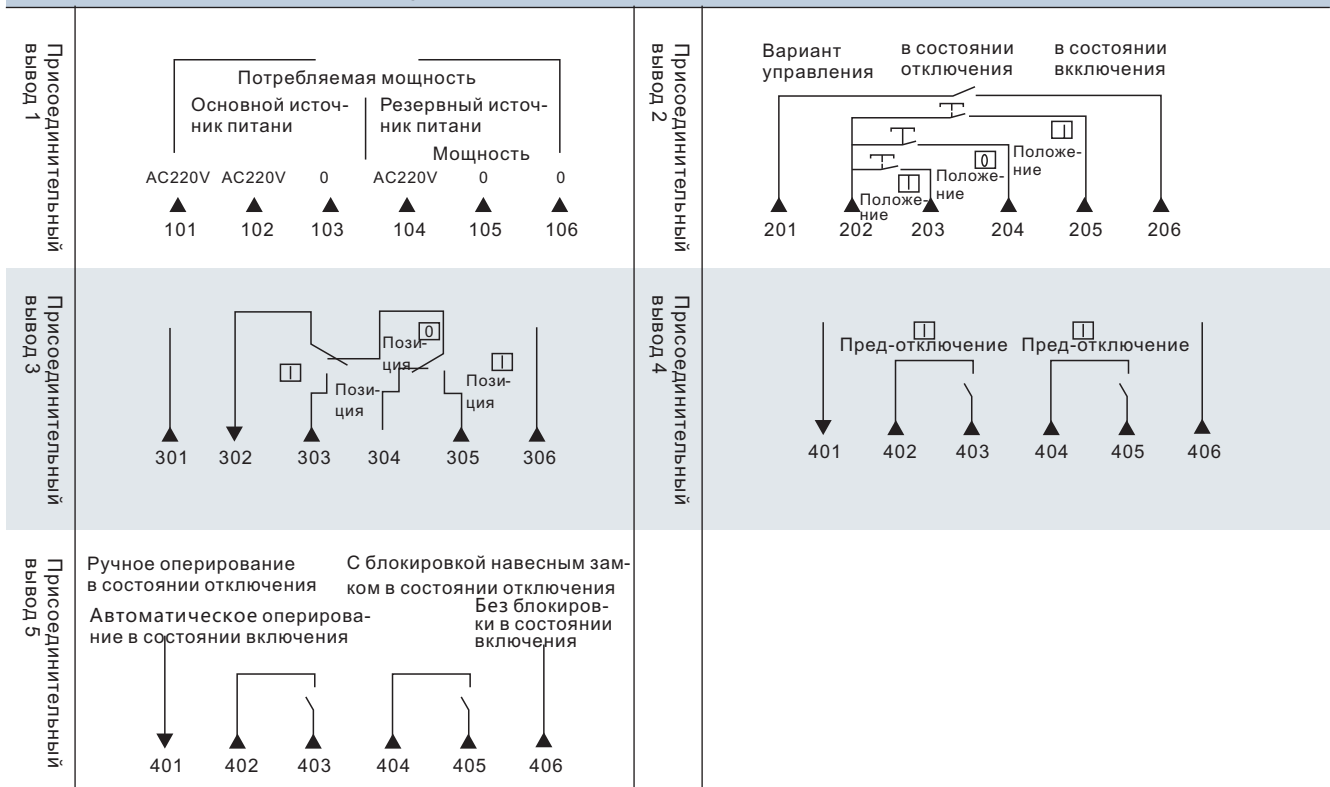 Присоединительный
вывод 1
Потребляемая мощность
Основной источ-
ник питани
Резервный источ-
ник питания
Мощность
AC220V AC220V 0 AC220V 0 0
101 102 103 104 105 106
Присоединительный
вывод 2
Вариант
управления
в состоянии
отключения
в состоянии
вкключения
Положе-
ние
Положе-
ние
Положе-
ние
201 202 203 204 205 206
Присоединительный
вывод 3
0
Пози-
ция
Пози-
ция
Пози-
ция
301 302 303 304 305 306
Присоединительный
вывод 4
Пред-отключение Пред-отключение
401 402 403 404 405 406
Присоединительный
вывод 5
Ручное оперирование
в состоянии отключения
Автоматическое оперирова-
ние в состоянии включения
С блокировкой навесным зам-
ком в состоянии отключения
Без блокиров-
ки в состоянии
включения
401 402 403 404 405 406